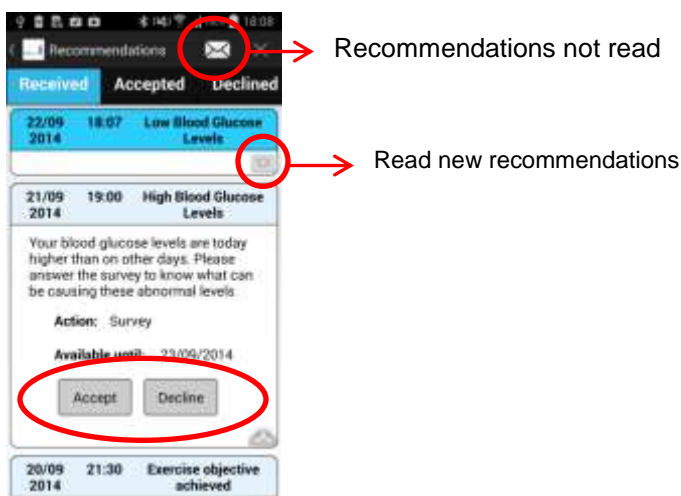 18:08
Recommendations
Recommendations not read
Received Accepted Declined
22/09 18:07 Low Blood Glucose
2014 Levels
Read new recommendations
21/09 19:00 High Blood Glucose
2014 Levels
Your blood glucose levels are today
higher than on other days. Please
answer the survey to know what can
be causing these abnormal levels
Action: Survey
Available until: 23/09/2014
Accept Decline
20/09 21:30 Exercise objective
2014 achieved